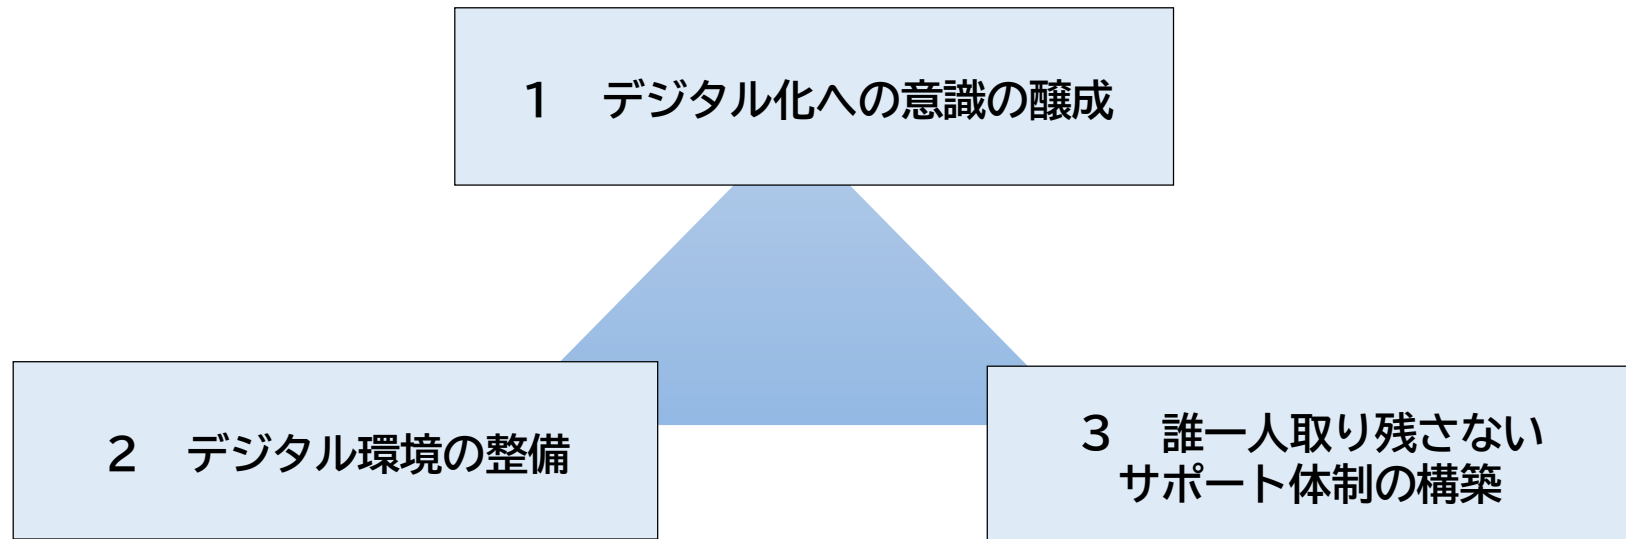 １　デジタル化への意識の醸成
２　デジタル環境の整備
３　誰一人取り残さない
サポート体制の構築